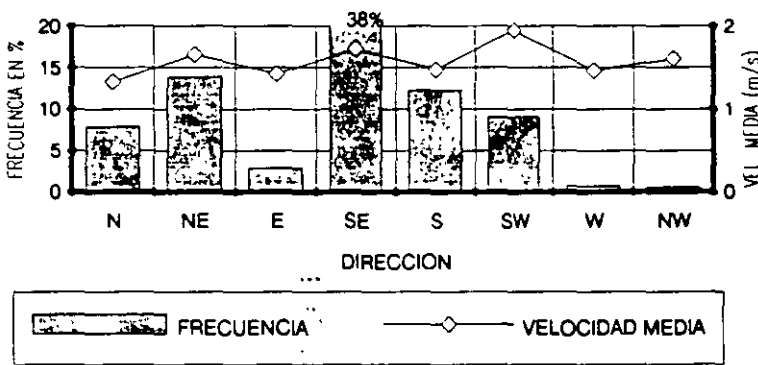 38%
20
15
10
5
0
FRECUENCIA EN %
2
1
0
VEL. MEDIA (m/s)
N NE E SE S SW W NW
DIRECCION
FRECUENCIA VELOCIDAD MEDIA